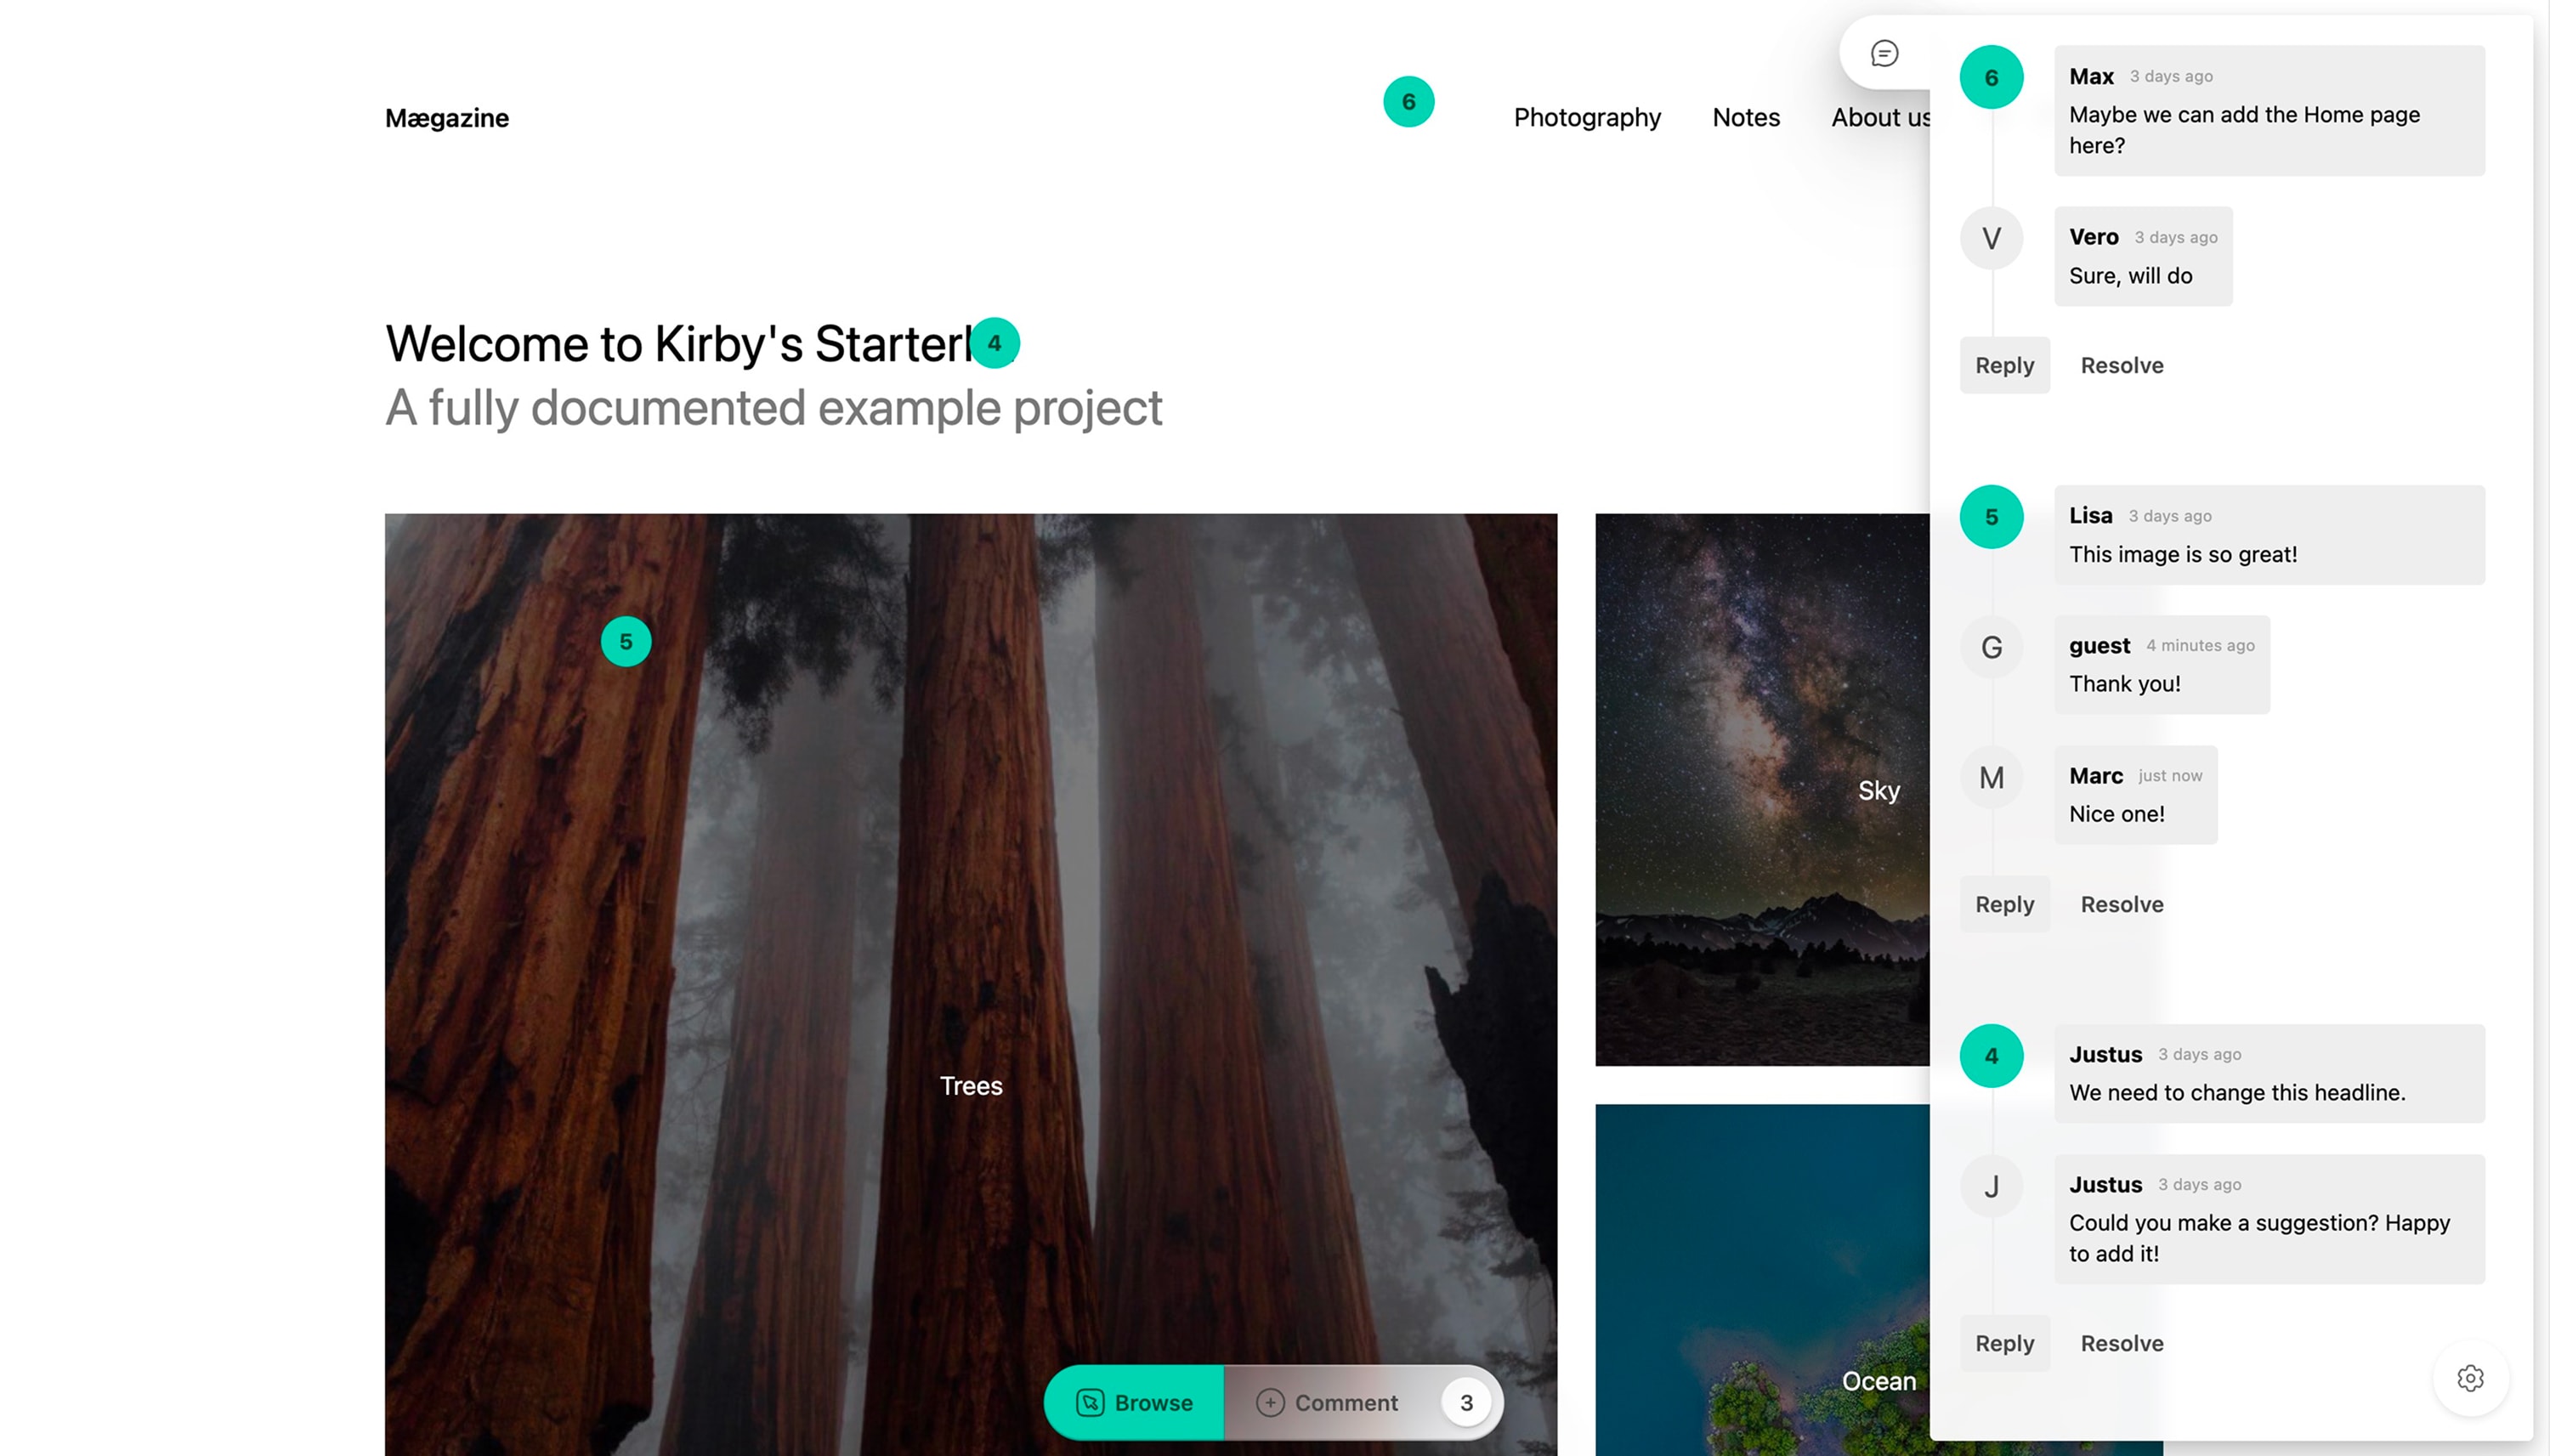 Mægazine
6
Photography
Notes
About us
Welcome to Kirby's
4
A fully documented example project
5
Trees
Sky
Ocean
Browse
Comment
3
6
Max 3 days ago
Maybe we can add the Home page
here?
V
Vero 3 days ago
Sure, will do
Reply Resolve
5
Lisa 3 days ago
This image is so great!
G
guest 4 minutes ago
Thank you!
M
Marc just now
Nice one!
Reply Resolve
4
Justus 3 days ago
We need to change this headline.
J
Justus 3 days ago
Could you make a suggestion? Happy
to add it!
Reply Resolve